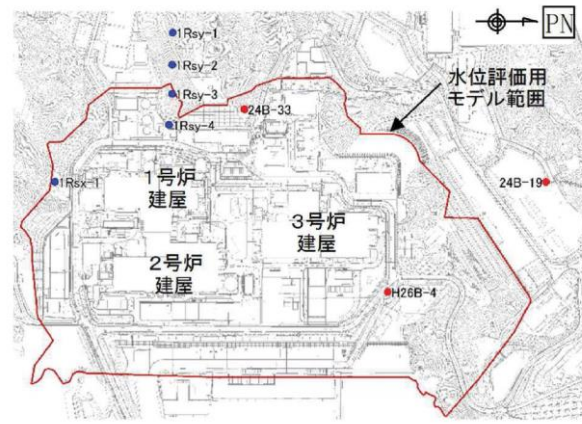 PN
1Rsy-1
1Rsy-2
1Rsy-3
24B-33
1Rsy-4
水位評価用
モデル範囲
1Rsx-1
24B-19
1号炉
建屋
3号炉
建屋
2号炉
建屋
H26B-4